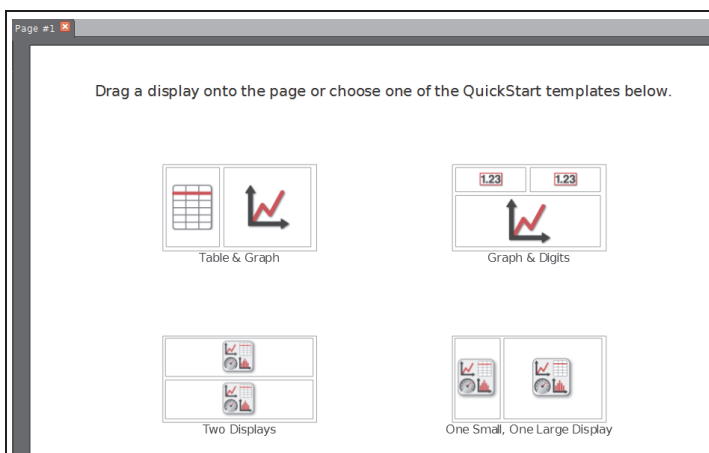 Page #1
Drag a display onto the page or choose one of the QuickStart templates below.
1.23 1.23
Table & Graph Graph & Digits
Two Displays One Small, One Large Display